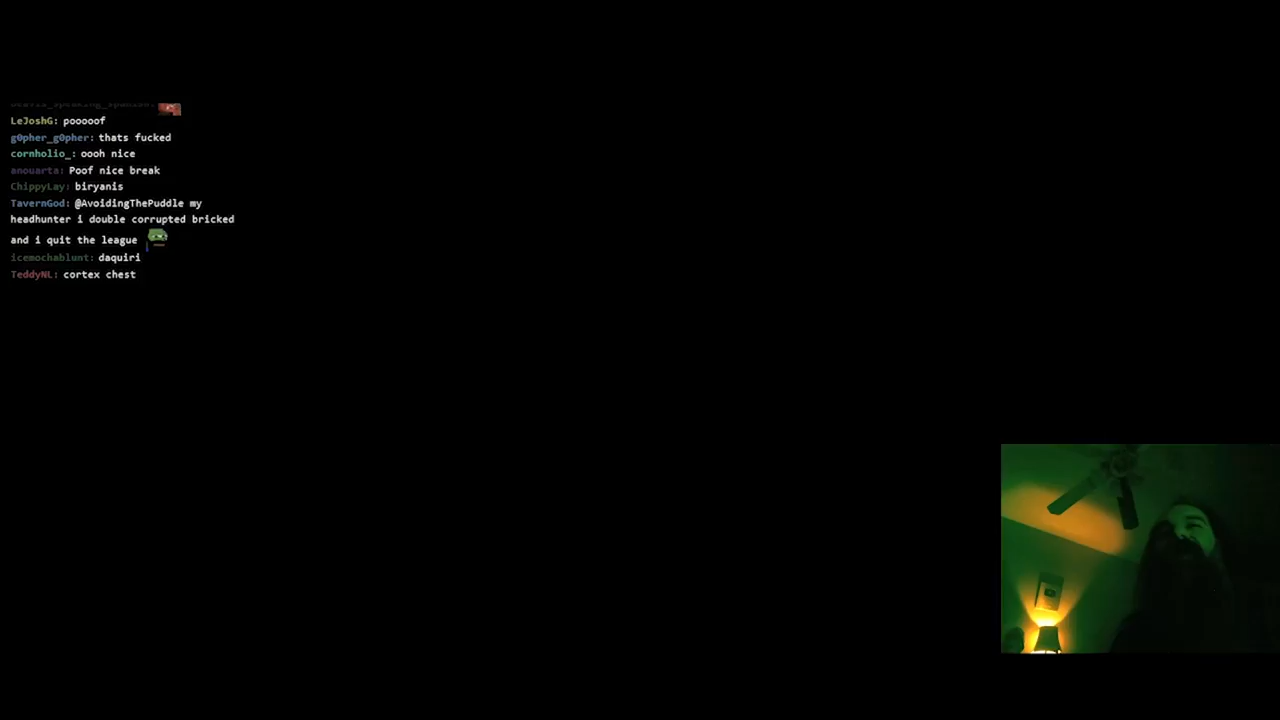 LeJoshG: pooooof
g0pher_g0pher: thats fucked
cornholio_: oooh nice
anouarta: Poof nice break
ChippyLay: biryanis
TavernGod: @AvoidingThePuddle my
headhunter i double corrupted bricked
and i quit the league
icemochablunt: daquiri
TeddyNL: cortex chest